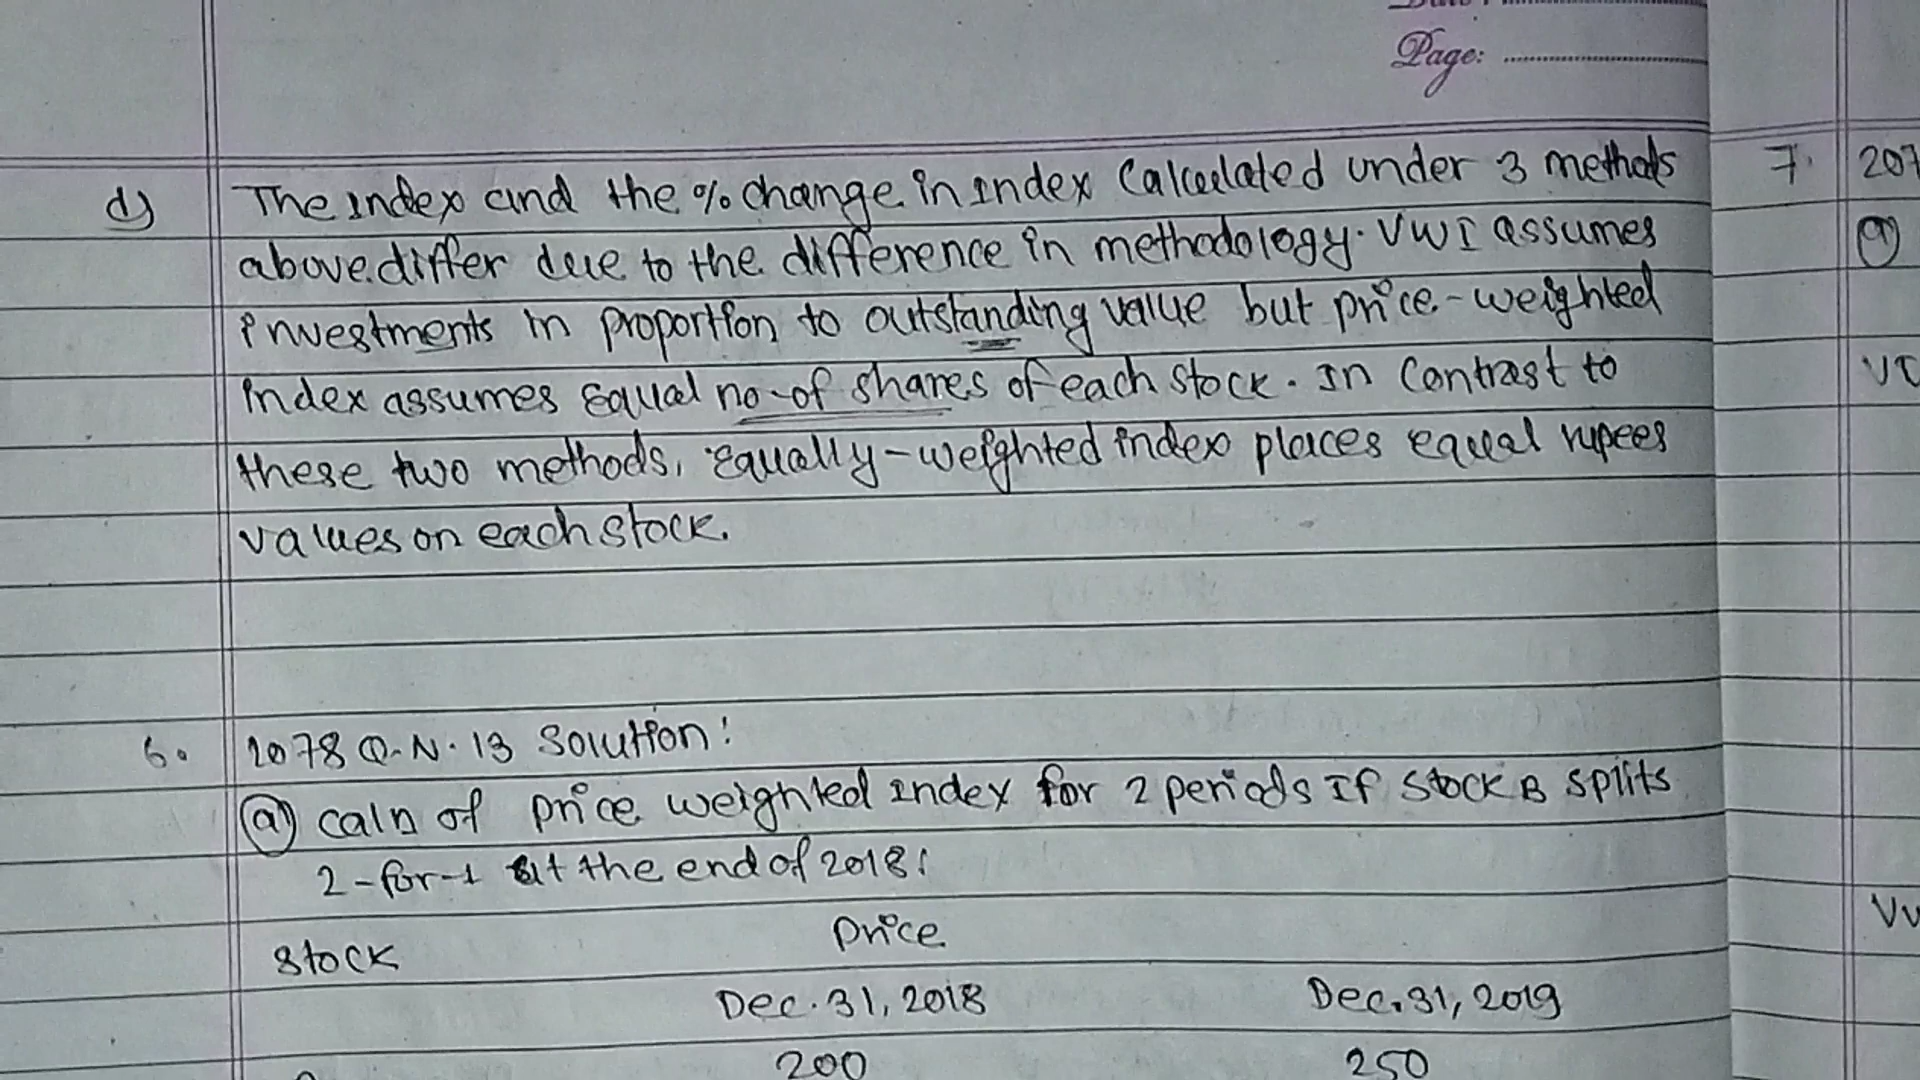 Page:
d) The index and the % change in index calculated under 3 methods
above differ due to the difference in methodology. VWI assumes
investments in proportion to outstanding value but price-weighted
index assumes equal no. of shares of each stock. In contrast to
these two methods, equally-weighted index places equal rupees
values on each stock.
6. 2078 Q.N. 13 Solution:
(a) caln of price weighted index for 2 periods if stock B splits
2-for-1 at the end of 2018:
Stock Price
Dec. 31, 2018 Dec. 31, 2019
200 250
7. 207
(a)